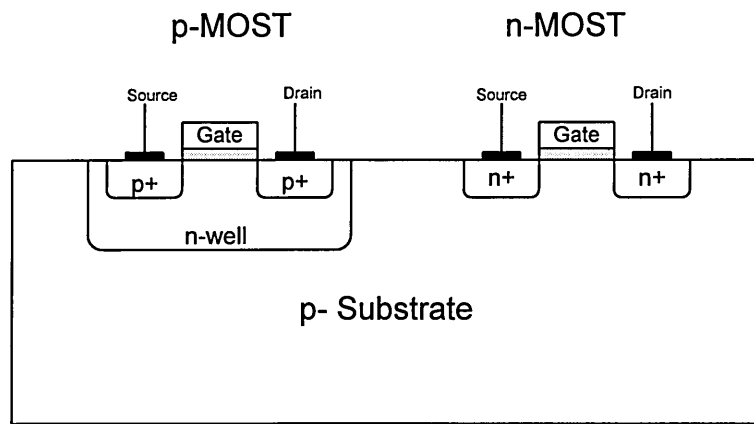 p-MOST
n-MOST
Source
Drain
Source
Drain
Gate
Gate
p+
p+
n+
n+
n-well
p- Substrate